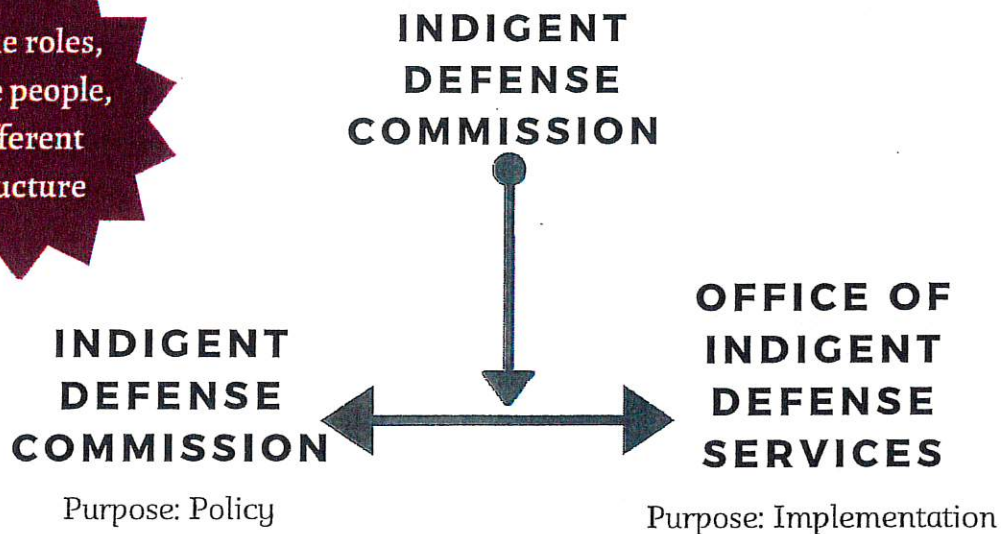 roles,
people,
INDIGENT
DEFENSE
COMMISSION
INDIGENT
DEFENSE
COMMISSION
Purpose: Policy
OFFICE OF
INDIGENT
DEFENSE
SERVICES
Purpose: Implementation